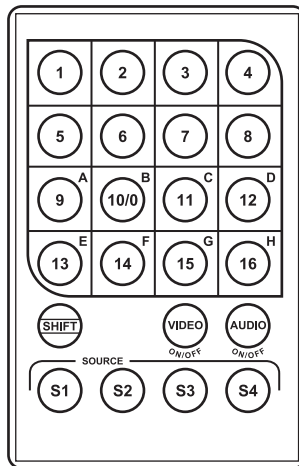 1 2 3 4
5 6 7 8
A B C D
9 10/0 11 12
E F G H
13 14 15 16
SHIFT VIDEO AUDIO
ON/OFF ON/OFF
SOURCE
S1 S2 S3 S4